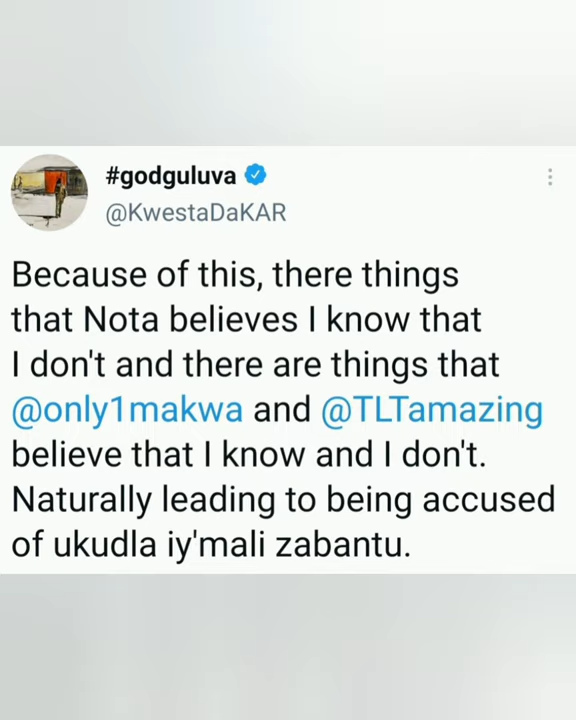 #godguluva
@KwestaDaKAR
Because of this, there things
that Nota believes I know that
I don't and there are things that
@only1makwa and @TLTamazing
believe that I know and I don't.
Naturally leading to being accused
of ukudla iy'mali zabantu.